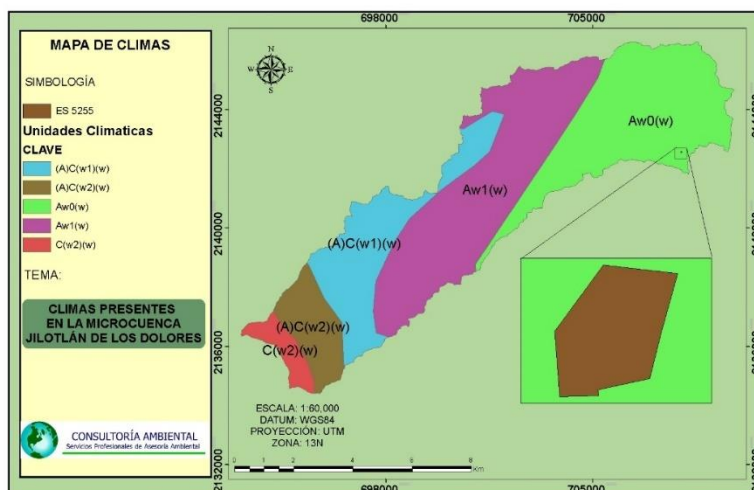 MAPA DE CLIMAS
SIMBOLOGÍA
ES 5255
Unidades Climaticas
CLAVE
(A)C(w1)(w)
(A)C(w2)(w)
Aw0(w)
Aw1(w)
C(w2)(w)
TEMA:
CLIMAS PRESENTES
EN LA MICROCUENCA
JILOTLÁN DE LOS DOLORES
CONSULTORÍA AMBIENTAL
Servicios Profesionales de Asesoría Ambiental
698000
705000
N
W
E
S
2144000
2144000
Aw0(w)
Aw1(w)
2140000
(A)C(w1)(w)
(A)C(w2)(w)
C(w2)(w)
2136000
ESCALA: 1:60,000
DATUM: WGS84
PROYECCIÓN: UTM
ZONA: 13N
0
2
4
6
8
Km
2132000
698000
705000